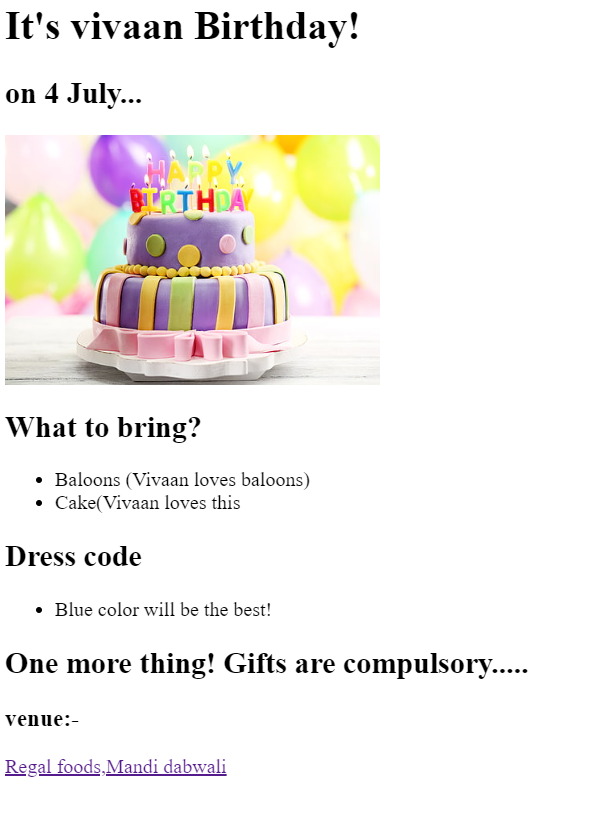 It's vivaan Birthday!
on 4 July...
HAPPY
BIRTHDAY
What to bring?
Baloons (Vivaan loves baloons)
Cake(Vivaan loves this
Dress code
Blue color will be the best!
One more thing! Gifts are compulsory.....
venue:-
Regal foods,Mandi dabwali